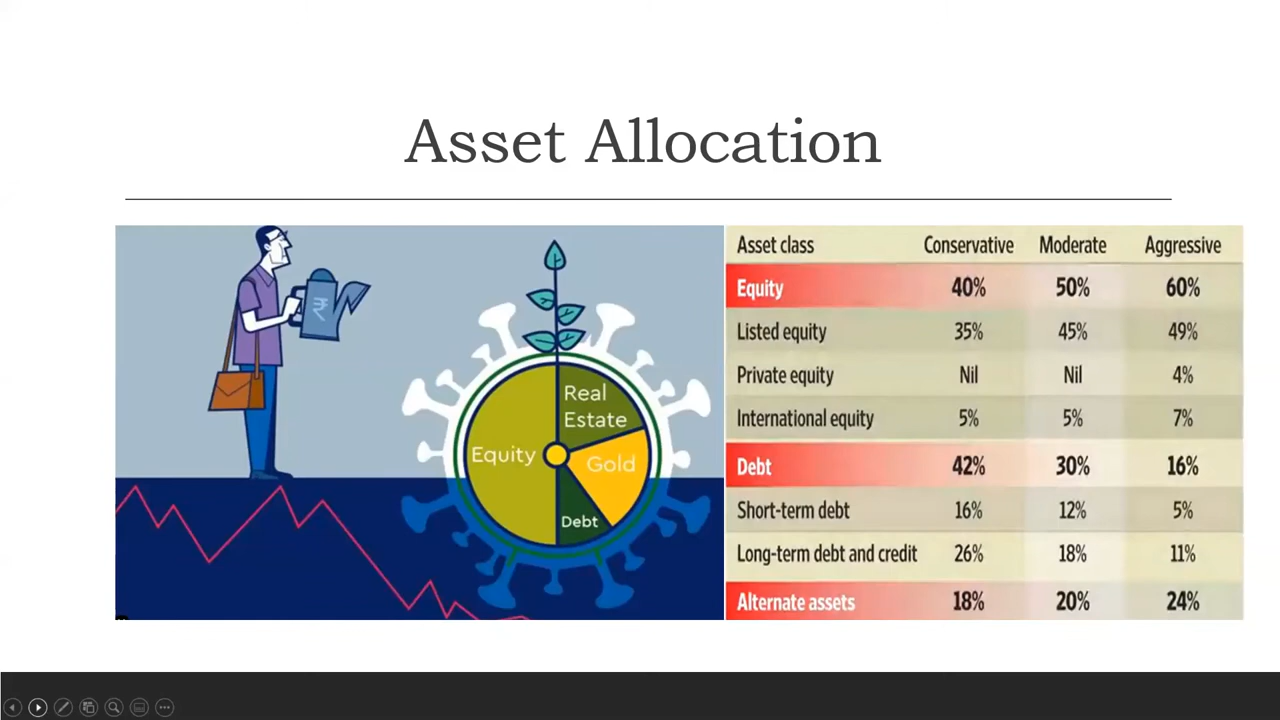 Asset Allocation
₹
Real
Estate
Equity
Gold
Debt
Asset class Conservative Moderate Aggressive
Equity 40% 50% 60%
Listed equity 35% 45% 49%
Private equity Nil Nil 4%
International equity 5% 5% 7%
Debt 42% 30% 16%
Short-term debt 16% 12% 5%
Long-term debt and credit 26% 18% 11%
Alternate assets 18% 20% 24%